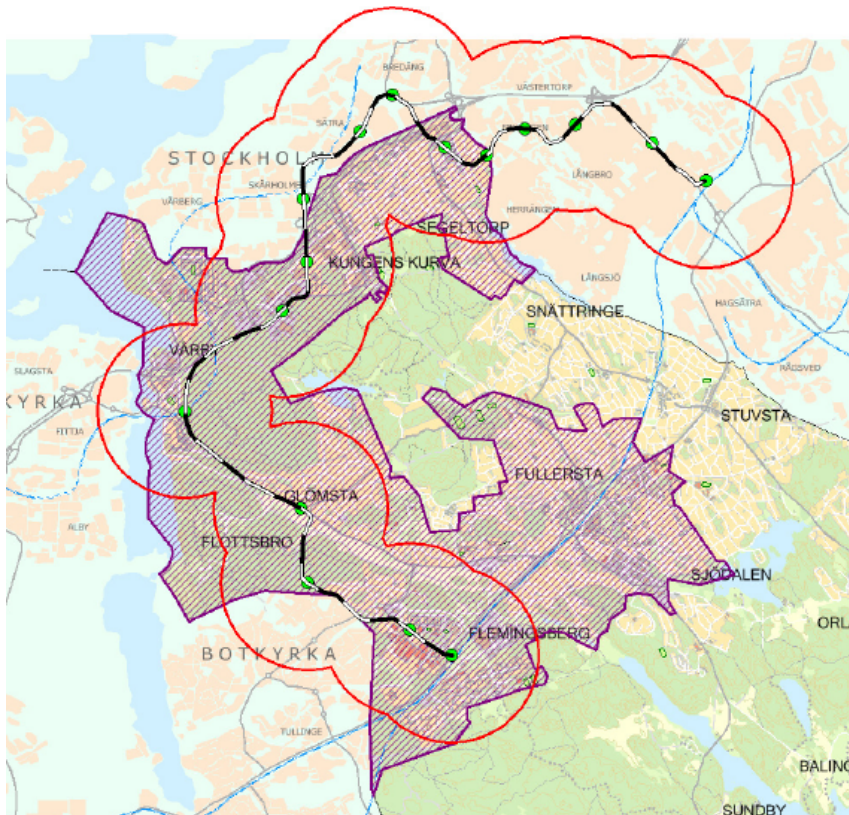 BREDÄNG
VÄSTERTORP
SÄTRA
STOCKHOLM
SKÄRHOLMEN
LÅNGBRO
VÅRBERG
HERRÄNGEN
SEGELTORP
KUNGENS KURVA
LÅNGSJÖ
HAGSÄTRA
SNÄTTRINGE
VÅRBY
RÅGSVED
SLAGSTA
KYRKA
STUVSTA
FITTJA
FULLERSTA
GLÖMSTA
ALBY
FLOTTSBRO
SJÖDALEN
ORL
FLEMINGSBERG
BOTKYRKA
TULLINGE
BALING
SUNDBY